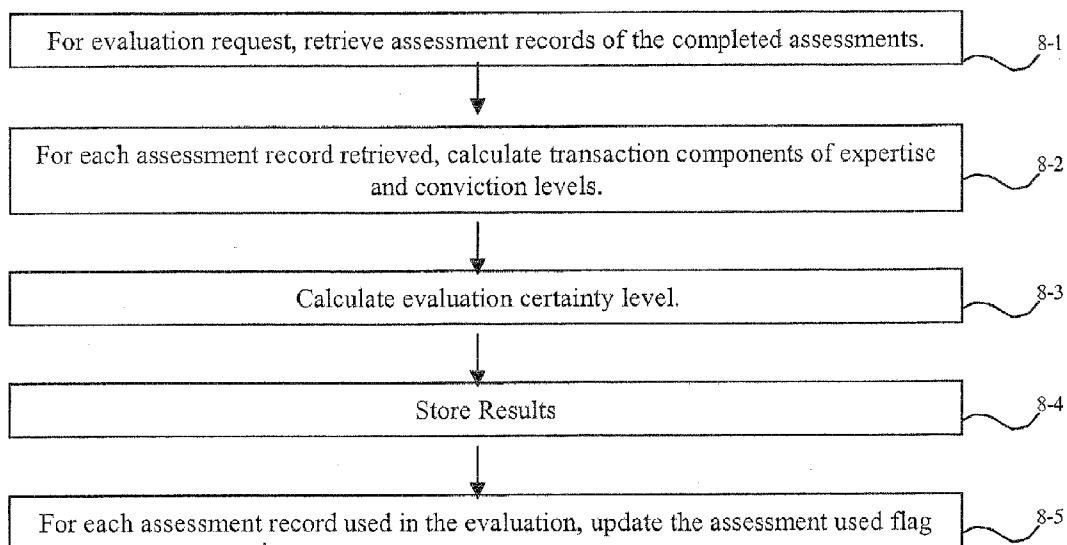 For evaluation request, retrieve assessment records of the completed assessments.
8-1
For each assessment record retrieved, calculate transaction components of expertise
and conviction levels.
8-2
Calculate evaluation certainty level.
8-3
Store Results
8-4
For each assessment record used in the evaluation, update the assessment used flag
8-5